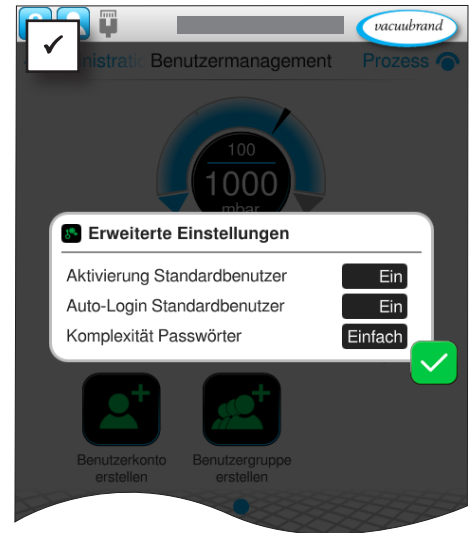 vacuubrand
nistratic Benutzermanagement Prozess
100
1000
mbar
Erweiterte Einstellungen
Aktivierung Standardbenutzer Ein
Auto-Login Standardbenutzer Ein
Komplexität Passwörter Einfach
Benutzerkonto Benutzergruppe
erstellen erstellen